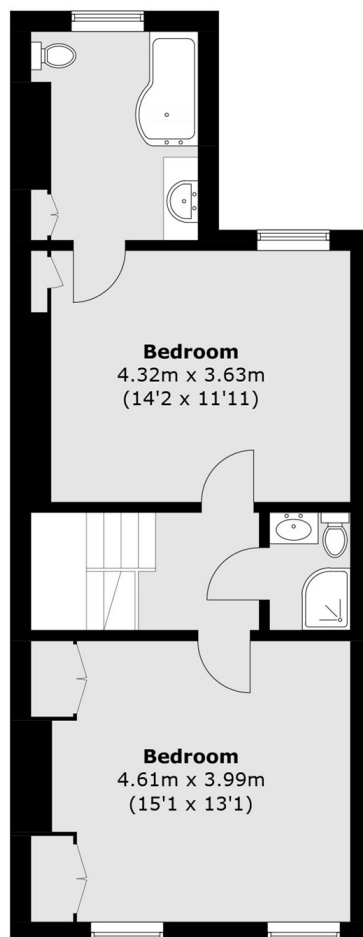 Bedroom
4.32m x 3.63m
(14'2 x 11'11)
Bedroom
4.61m x 3.99m
(15'1 x 13'1)